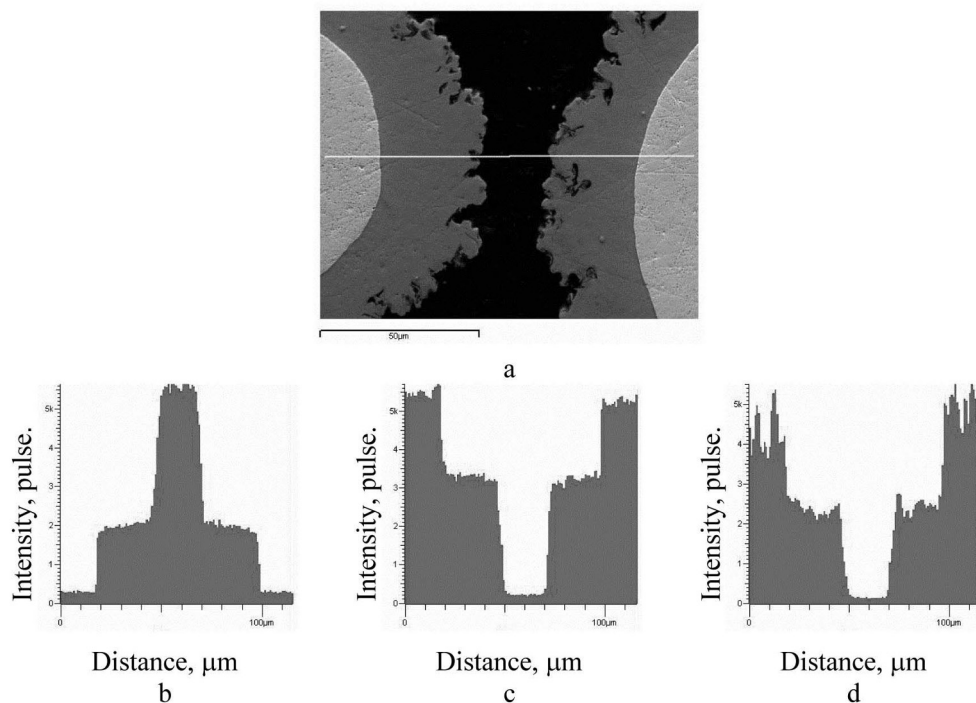 50µm
a
Intensity, pulse.
5k
4
3
2
1
0
0
100µm
Distance, µm
b
Intensity, pulse.
5k
4
3
2
1
0
0
100µm
Distance, µm
c
Intensity, pulse.
5k
4
3
2
1
0
0
100µm
Distance, µm
d